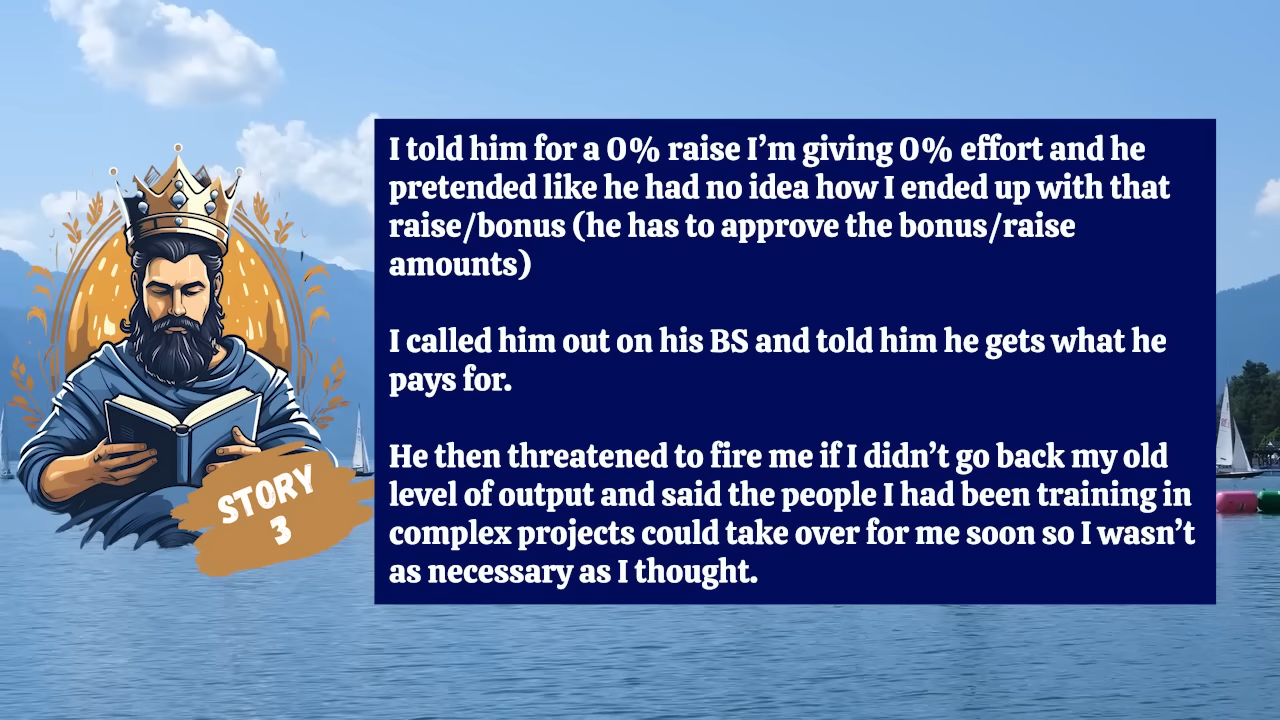 I told him for a 0% raise I'm giving 0% effort and he
pretended like he had no idea how I ended up with that
raise/bonus (he has to approve the bonus/raise
amounts)
I called him out on his BS and told him he gets what he
pays for.
He then threatened to fire me if I didn't go back my old
level of output and said the people I had been training in
complex projects could take over for me soon so I wasn't
as necessary as I thought.
STORY
3